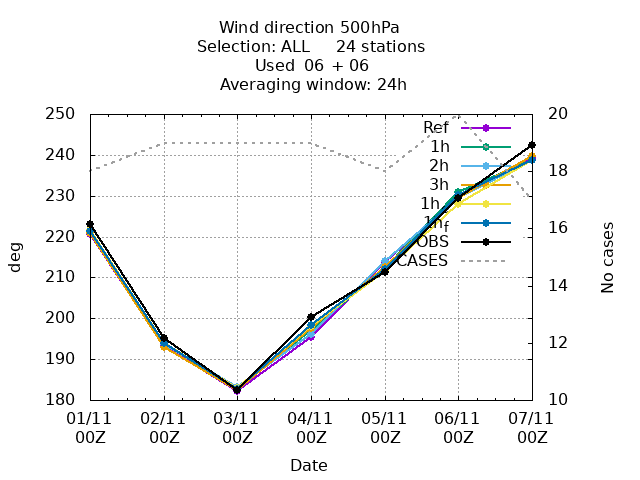 Wind direction 500hPa
Selection: ALL 24 stations
Used 06 + 06
Averaging window: 24h
250
240
230
220
210
200
190
180
deg
20
18
16
14
12
10
No cases
Ref
1h
2h
3h
1h
1hf
OBS
CASES
01/11 02/11 03/11 04/11 05/11 06/11 07/11
00Z 00Z 00Z 00Z 00Z 00Z 00Z
Date